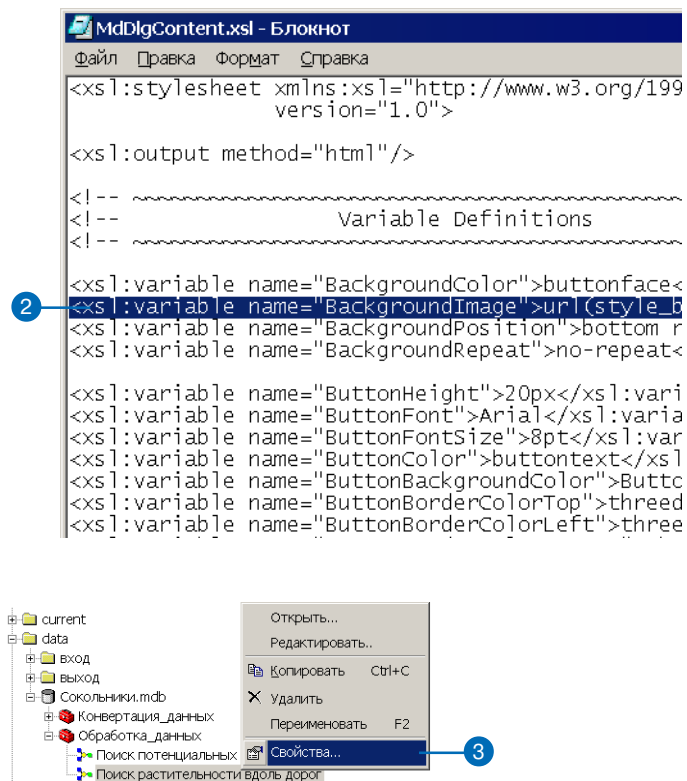 MdDlgContent.xsl - Блокнот
Файл Правка Формат Справка
<xsl:stylesheet xmlns:xsl="http://www.w3.org/199
version="1.0">
<xsl:output method="html"/>
<!-- ~~~~~~~~~~~~~~~~~~~~~~~~~~~~~~~~~~~~~~~~
<!-- Variable Definitions
<!-- ~~~~~~~~~~~~~~~~~~~~~~~~~~~~~~~~~~~~~~~~
<xsl:variable name="BackgroundColor">buttonface<
2 <xsl:variable name="BackgroundImage">url(style_b
<xsl:variable name="BackgroundPosition">bottom r
<xsl:variable name="BackgroundRepeat">no-repeat<
<xsl:variable name="ButtonHeight">20px</xsl:vari
<xsl:variable name="ButtonFont">Arial</xsl:varia
<xsl:variable name="ButtonFontSize">8pt</xsl:var
<xsl:variable name="ButtonColor">buttontext</xsl
<xsl:variable name="ButtonBackgroundColor">Butto
<xsl:variable name="ButtonBorderColorTop">threed
<xsl:variable name="ButtonBorderColorLeft">three
current
data
вход
выход
Сокольники.mdb
Конвертация_данных
Обработка_данных
Поиск потенциальных
Поиск растительности вдоль дорог
Открыть...
Редактировать..
Копировать Ctrl+C
Удалить
Переименовать F2
Свойства... 3